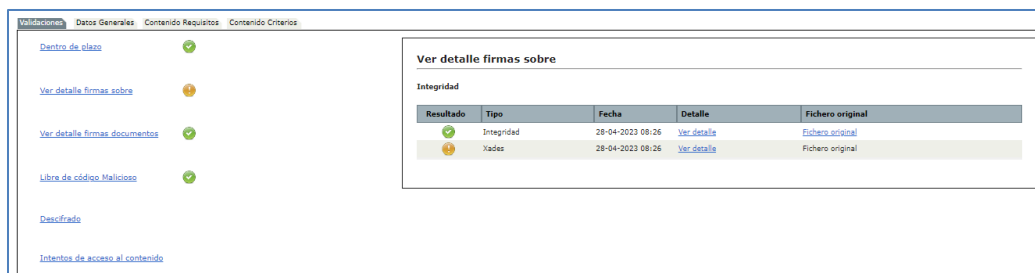 Validaciones Datos Generales Contenido Requisitos Contenido Criterios
Dentro de plazo
Ver detalle firmas sobre
Ver detalle firmas documentos
Libre de código Malicioso
Descifrado
Intentos de acceso al contenido
Ver detalle firmas sobre
Integridad
Resultado Tipo Fecha Detalle Fichero original
Integridad 28-04-2023 08:26 Ver detalle Fichero original
Xades 28-04-2023 08:26 Ver detalle Fichero original